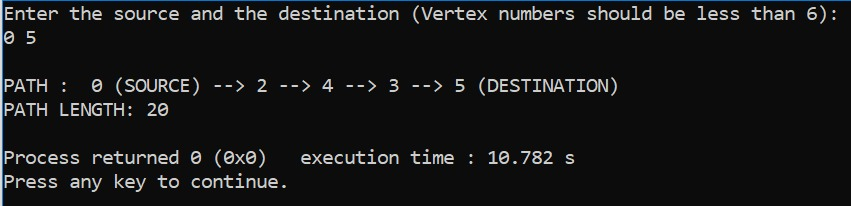 Enter the source and the destination (Vertex numbers should be less than 6):
0 5
PATH :  0 (SOURCE) --> 2 --> 4 --> 3 --> 5 (DESTINATION)
PATH LENGTH: 20
Process returned 0 (0x0)   execution time : 10.782 s
Press any key to continue.